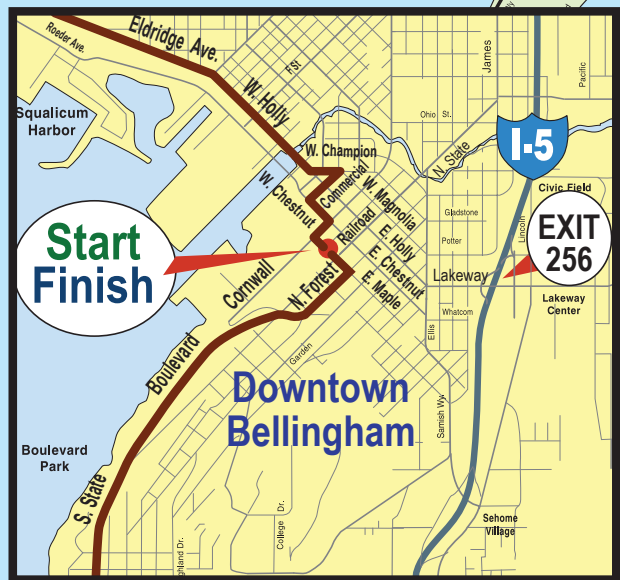 Roeder Ave.
Eldridge Ave.
F St
James
Pacific
W. Holly
Squalicum
Harbor
Ohio St.
N. State
I-5
W. Champion
Commercial
W. Chestnut
W. Magnolia
Civic Field
Gladstone
Lincoln
EXIT
256
Start
Finish
Railroad
E. Holly
Potter
E. Chestnut
Lakeway
Cornwall
N. Forest
E. Maple
Lakeway
Center
Whatcom
Ellis
Garden
Boulevard
Downtown
Bellingham
Samish Wy.
Boulevard
Park
S. State
College Dr.
Sehome
Village
ghland Dr.